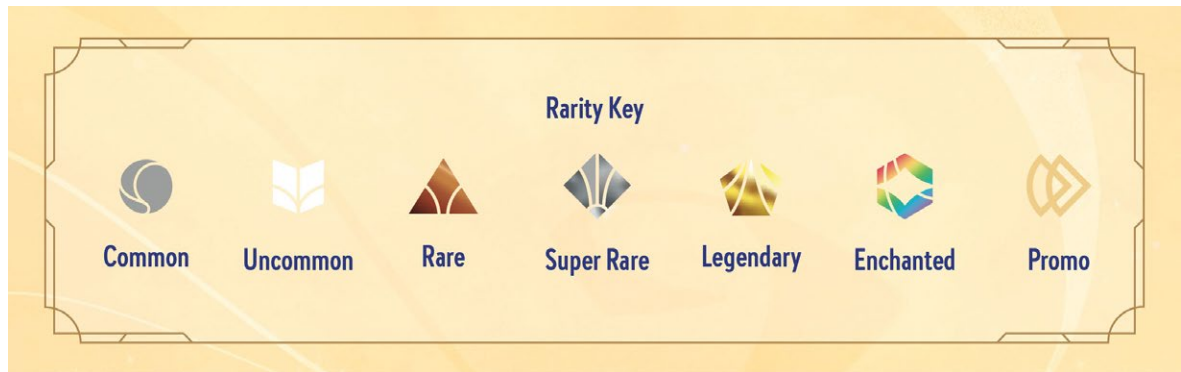 Rarity Key
Common
Uncommon
Rare
Super Rare
Legendary
Enchanted
Promo